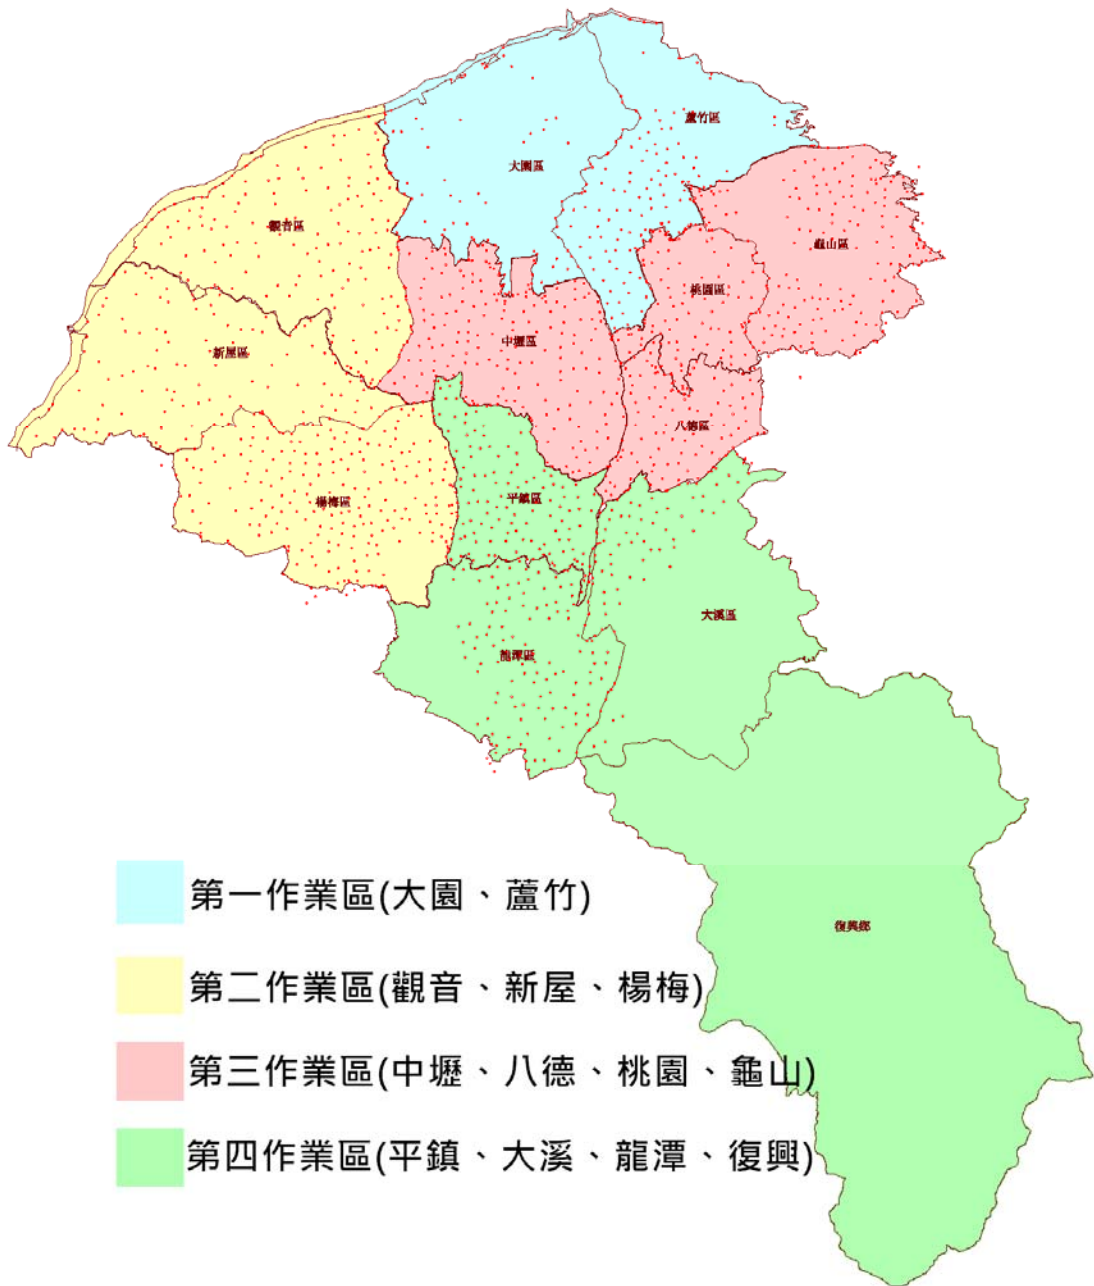 蘆竹區
大園區
觀音區
龜山區
桃園區
中壢區
新屋區
八德區
楊梅區
平鎮區
大溪區
龍潭區
復興鄉
第一作業區(大園、蘆竹)
第二作業區(觀音、新屋、楊梅)
第三作業區(中壢、八德、桃園、龜山)
第四作業區(平鎮、大溪、龍潭、復興)